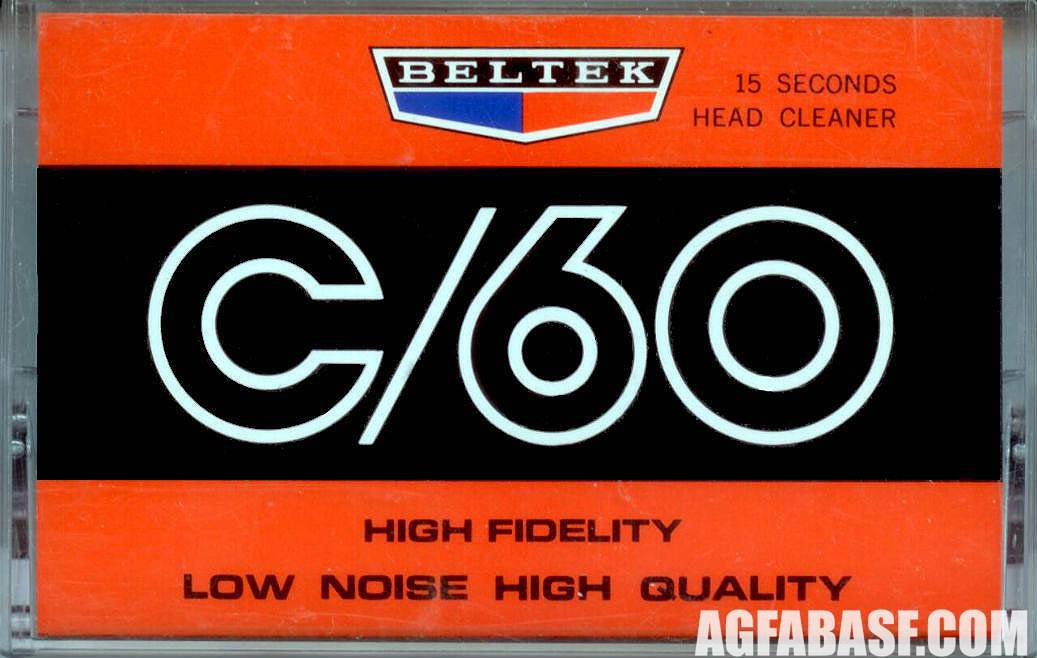 BELTEK
15 SECONDS
HEAD CLEANER
C/60
HIGH FIDELITY
LOW NOISE HIGH QUALITY
AGFABASF.COM